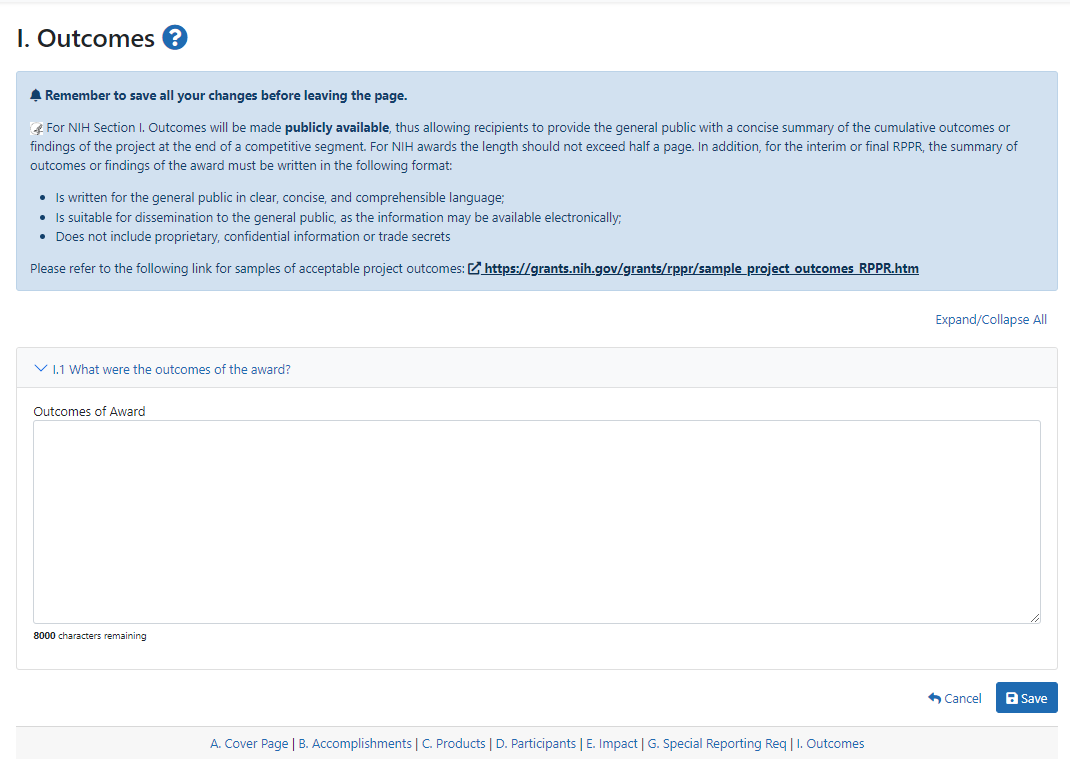 I. Outcomes
Remember to save all your changes before leaving the page.
For NIH Section I. Outcomes will be made publicly available, thus allowing recipients to provide the general public with a concise summary of the cumulative outcomes or
findings of the project at the end of a competitive segment. For NIH awards the length should not exceed half a page. In addition, for the interim or final RPPR, the summary of
outcomes or findings of the award must be written in the following format:
• Is written for the general public in clear, concise, and comprehensible language;
• Is suitable for dissemination to the general public, as the information may be available electronically;
• Does not include proprietary, confidential information or trade secrets
Please refer to the following link for samples of acceptable project outcomes: https://grants.nih.gov/grants/rppr/sample_project_outcomes_RPPR.htm
Expand/Collapse All
I.1 What were the outcomes of the award?
Outcomes of Award
8000 characters remaining
Cancel Save
A. Cover Page | B. Accomplishments | C. Products | D. Participants | E. Impact | G. Special Reporting Req | I. Outcomes